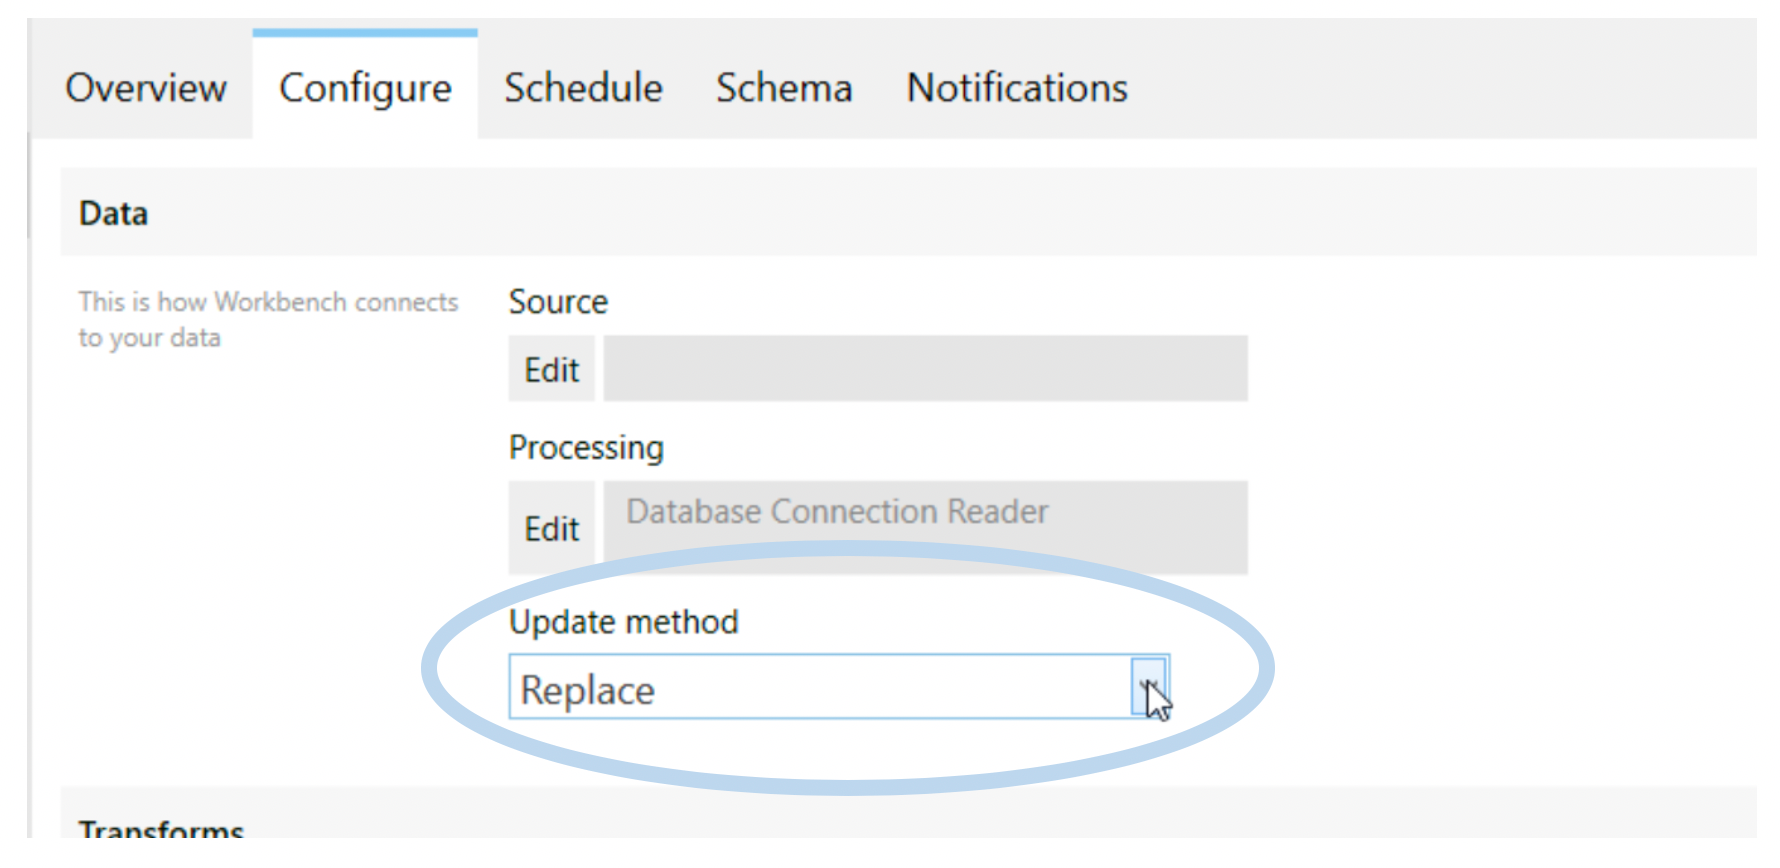 Overview Configure Schedule Schema Notifications
Data
This is how Workbench connects
to your data
Source
Edit
Processing
Edit Database Connection Reader
Update method
Replace
Transforms